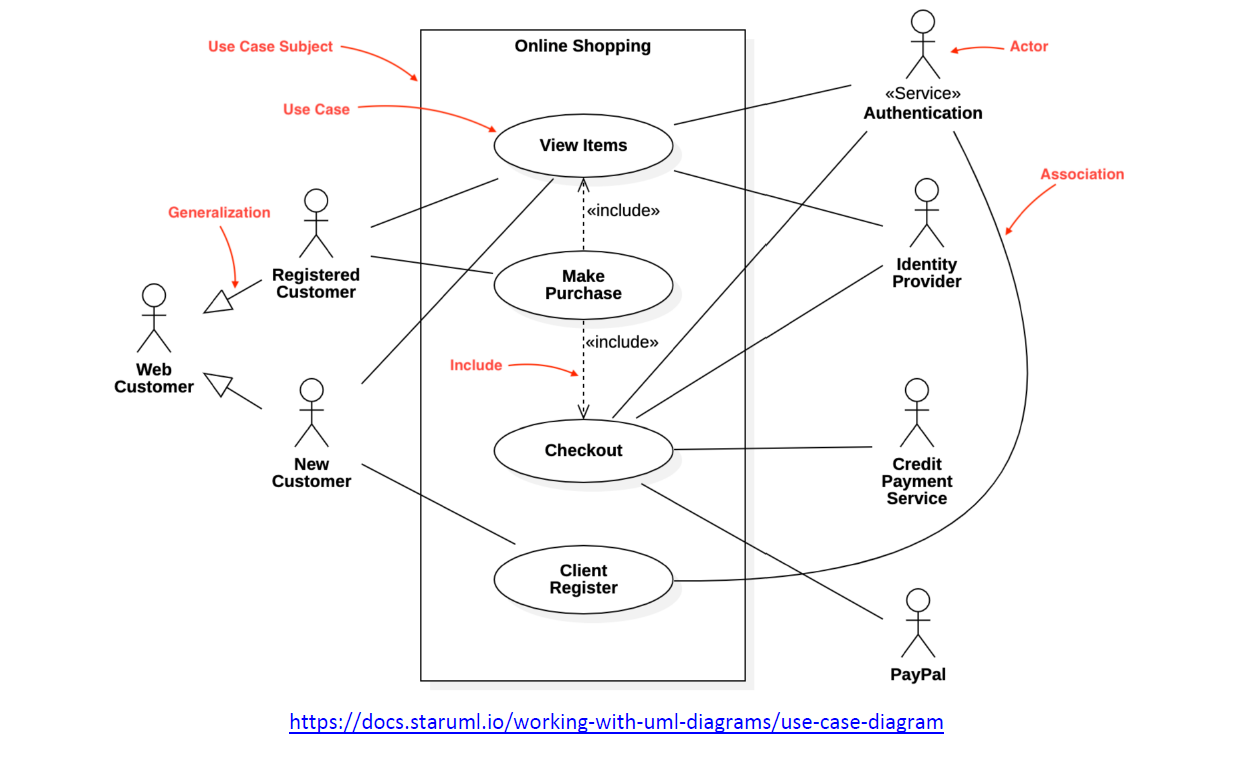 Online Shopping
Use Case Subject
Actor
«Service»
Authentication
Use Case
View Items
Association
Generalization
«include»
Registered
Customer
Make
Purchase
Identity
Provider
«include»
Include
Web
Customer
Checkout
New
Customer
Credit
Payment
Service
Client
Register
PayPal
https://docs.staruml.io/working-with-uml-diagrams/use-case-diagram